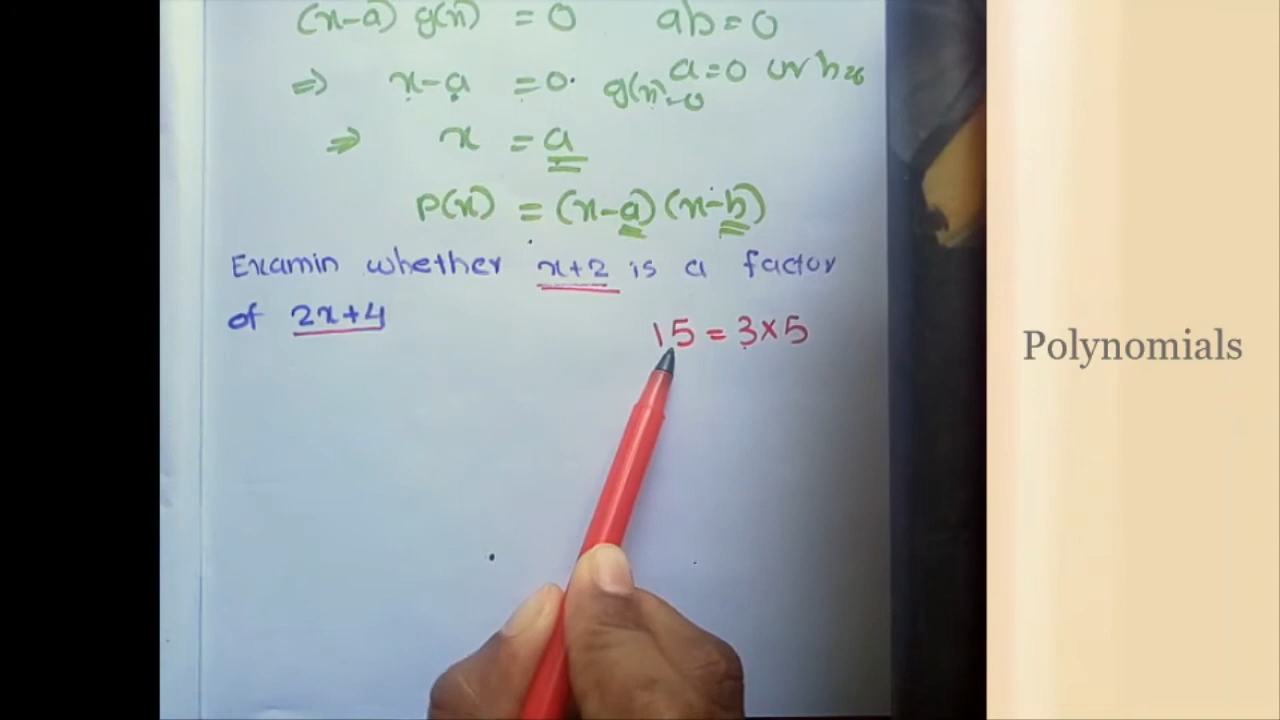 (x-a) g(x) = 0 ab = 0
⇒ x-a = 0. g(x)=0 a=0 or b=0
⇒ x = a
P(x) = (x-a) (x-b)
Examin whether x+2 is a factor
of 2x+4
15 = 3×5
Polynomials